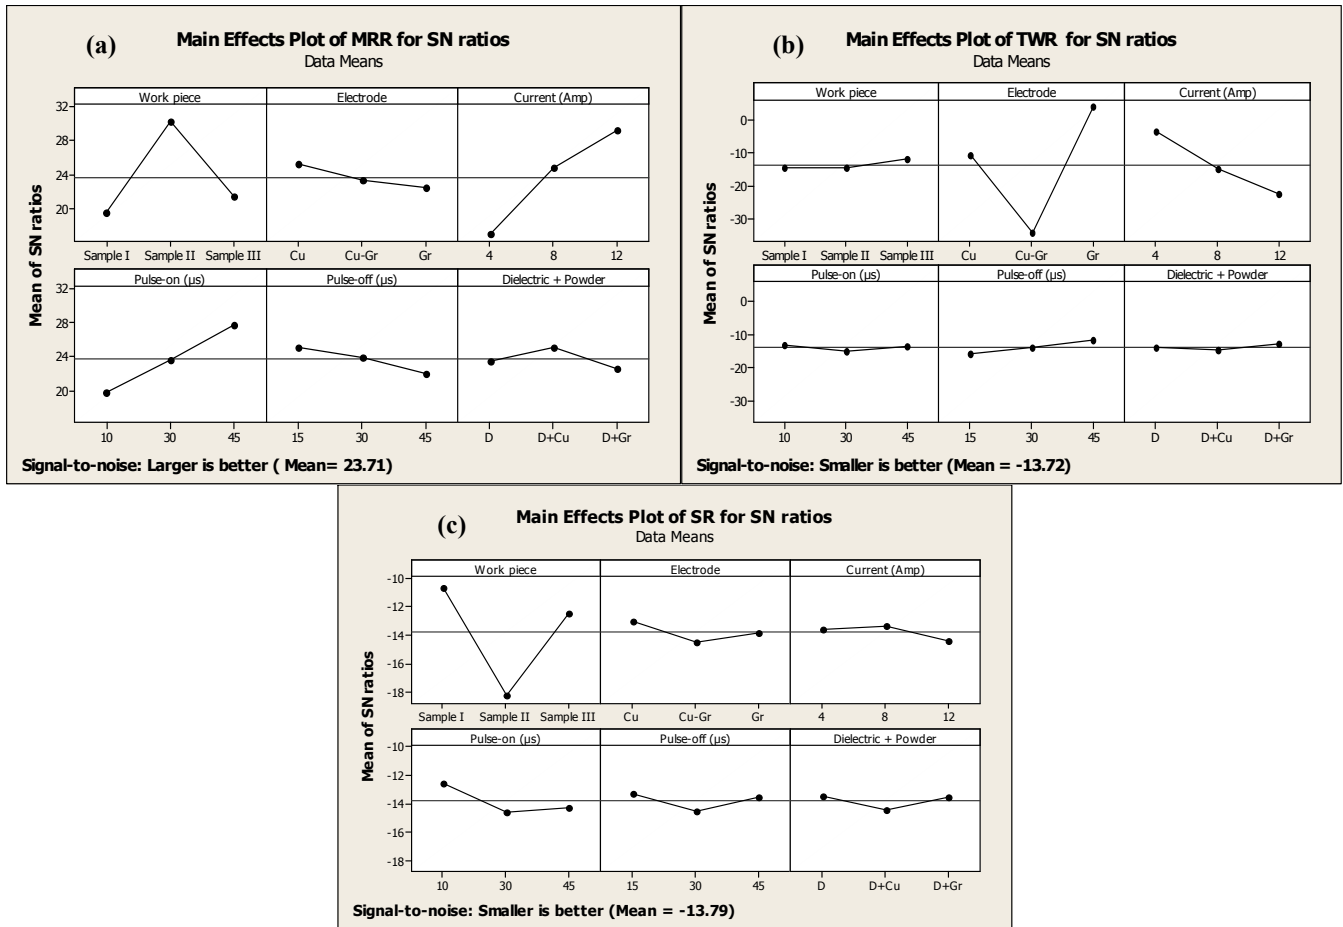 (a) Main Effects Plot of MRR for SN ratios
Data Means
Work piece Electrode Current (Amp)
32
28
24
20
Sample I Sample II Sample III Cu Cu-Gr Gr 4 8 12
Pulse-on (µs) Pulse-off (µs) Dielectric + Powder
32
28
24
20
10 30 45 15 30 45 D D+Cu D+Gr
Mean of SN ratios
Signal-to-noise: Larger is better ( Mean= 23.71)
(b) Main Effects Plot of TWR for SN ratios
Data Means
Work piece Electrode Current (Amp)
0
-10
-20
-30
Sample I Sample II Sample III Cu Cu-Gr Gr 4 8 12
Pulse-on (µs) Pulse-off (µs) Dielectric + Powder
0
-10
-20
-30
10 30 45 15 30 45 D D+Cu D+Gr
Mean of SN ratios
Signal-to-noise: Smaller is better (Mean = -13.72)
(c) Main Effects Plot of SR for SN ratios
Data Means
Work piece Electrode Current (Amp)
-10
-12
-14
-16
-18
Sample I Sample II Sample III Cu Cu-Gr Gr 4 8 12
Pulse-on (µs) Pulse-off (µs) Dielectric + Powder
-10
-12
-14
-16
-18
10 30 45 15 30 45 D D+Cu D+Gr
Mean of SN ratios
Signal-to-noise: Smaller is better (Mean = -13.79)